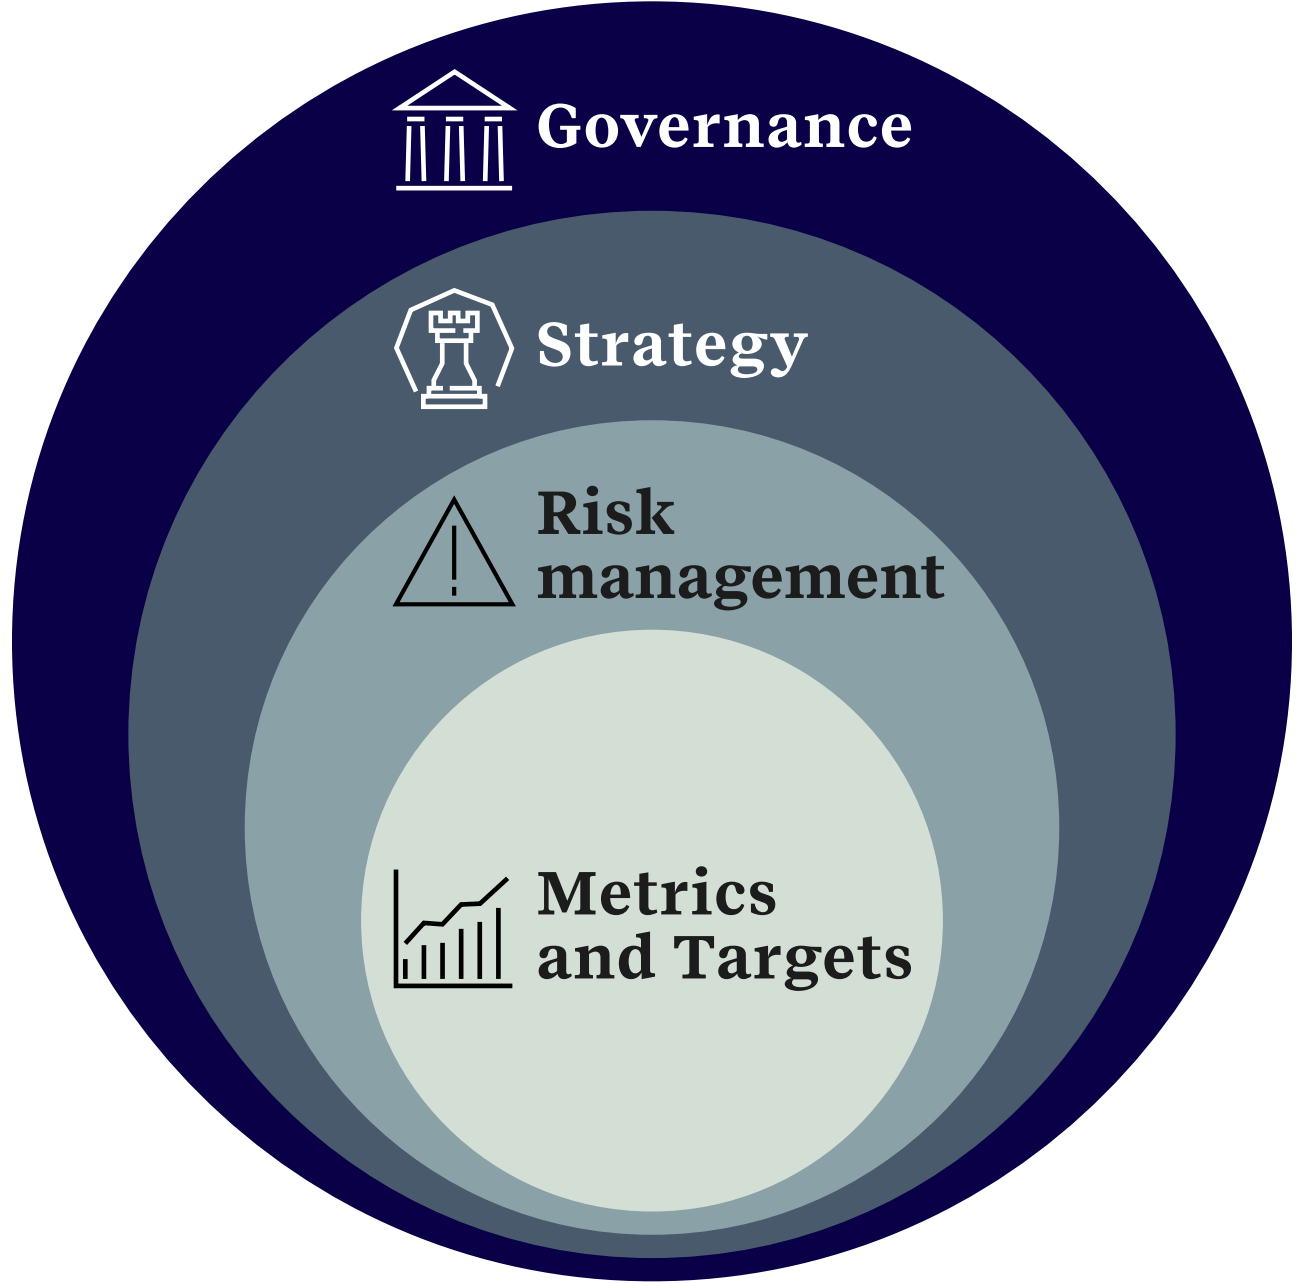 Governance
Strategy
Risk
management
Metrics
and Targets